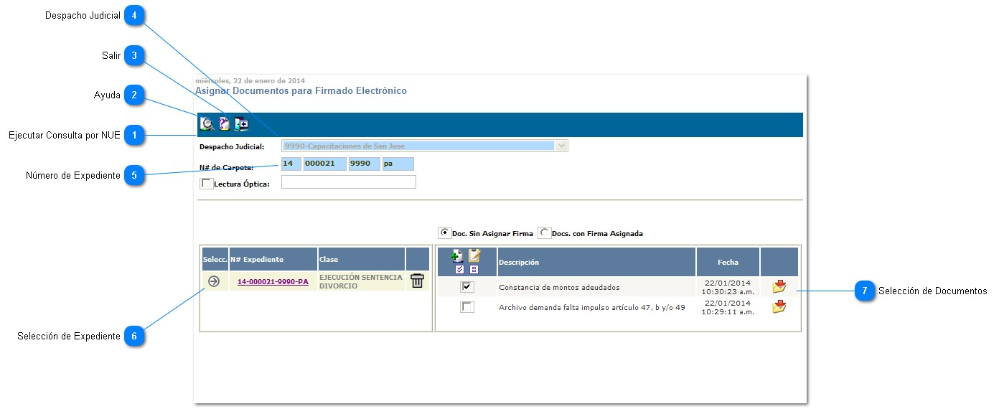 Despacho Judicial 4
Salir 3
Ayuda 2
Ejecutar Consulta por NUE 1
Número de Expediente 5
Selección de Expediente 6
7 Selección de Documentos
miércoles, 22 de enero de 2014
Asignar Documentos para Firmado Electrónico
Despacho Judicial: 9990-Capacitaciones de San Jose
N# de Carpeta: 14 000021 9990 pa
Lectura Óptica:
Doc. Sin Asignar Firma Docs. con Firma Asignada
Selecc. N# Expediente Clase
14-000021-9990-PA EJECUCIÓN SENTENCIA
DIVORCIO
Descripción Fecha
Constancia de montos adeudados 22/01/2014
10:30:23 a.m.
Archivo demanda falta impulso artículo 47, b y/o 49 22/01/2014
10:29:11 a.m.